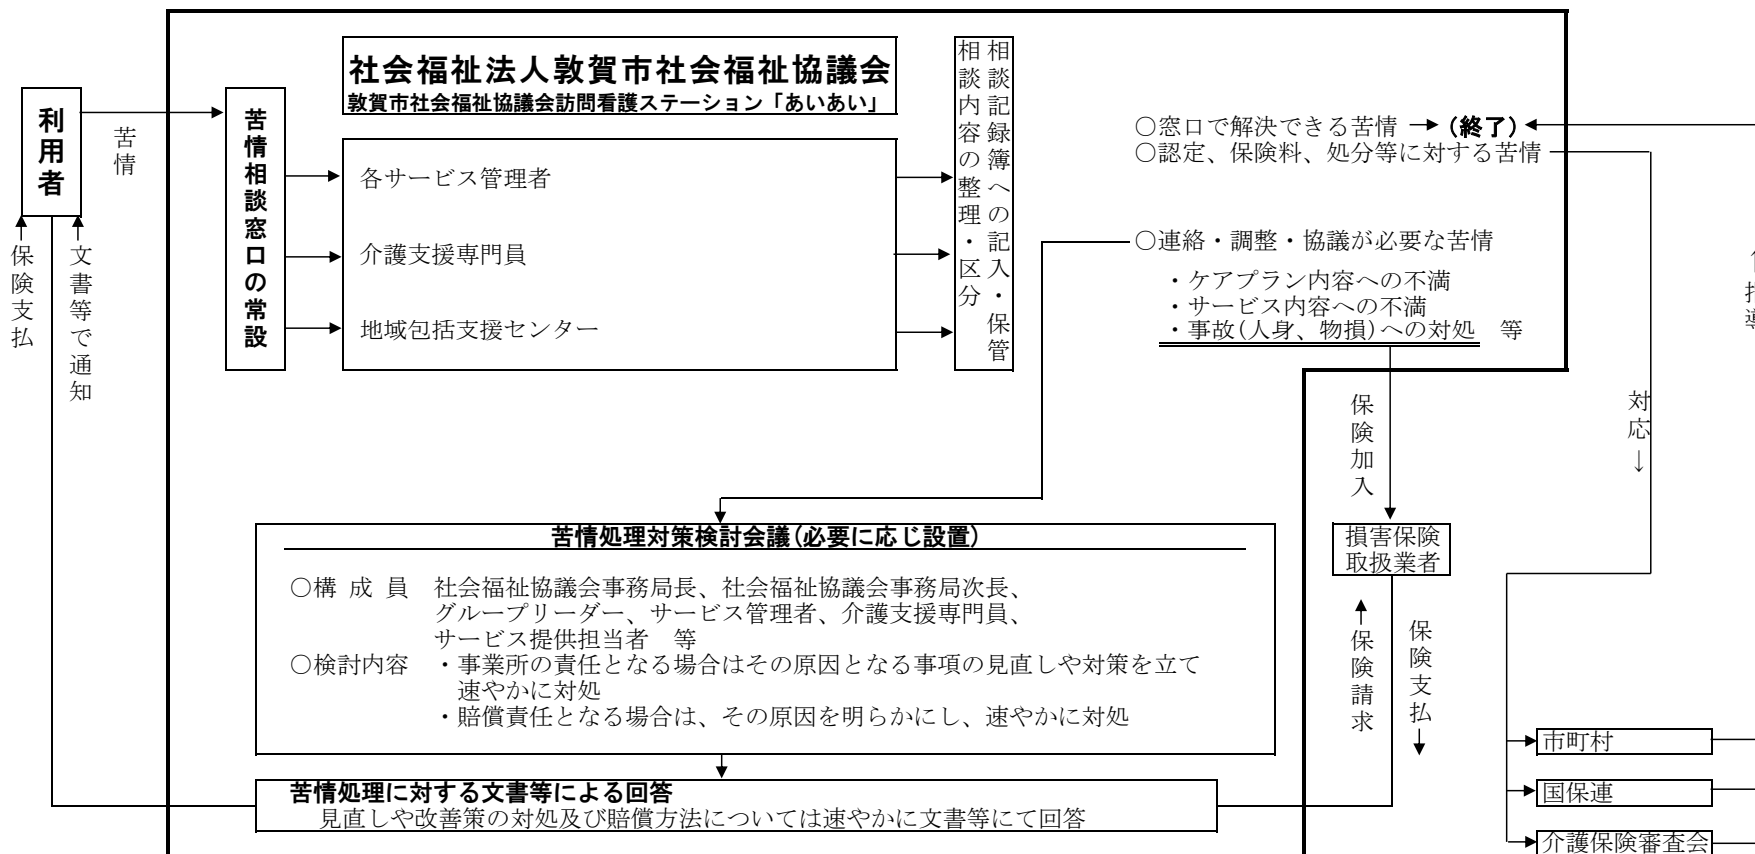 社会福祉法人敦賀市社会福祉協議会
敦賀市社会福祉協議会訪問看護ステーション「あいあい」
利用者
苦情
苦情相談窓口の常設
各サービス管理者
介護支援専門員
地域包括支援センター
相談記録簿への記入・保管
相談内容の整理・区分
○窓口で解決できる苦情 → (終了)
○認定、保険料、処分等に対する苦情
○連絡・調整・協議が必要な苦情
・ケアプラン内容への不満
・サービス内容への不満
・事故(人身、物損)への対処 等
保険支払
文書等で通知
保険加入
対応↓
苦情処理対策検討会議(必要に応じ設置)
○構成員 社会福祉協議会事務局長、社会福祉協議会事務局次長、
グループリーダー、サービス管理者、介護支援専門員、
サービス提供担当者 等
○検討内容 ・事業所の責任となる場合はその原因となる事項の見直しや対策を立て
速やかに対処
・賠償責任となる場合は、その原因を明らかにし、速やかに対処
損害保険
取扱業者
保険請求
保険支払
苦情処理に対する文書等による回答
見直しや改善策の対処及び賠償方法については速やかに文書等にて回答
市町村
国保連
介護保険審査会